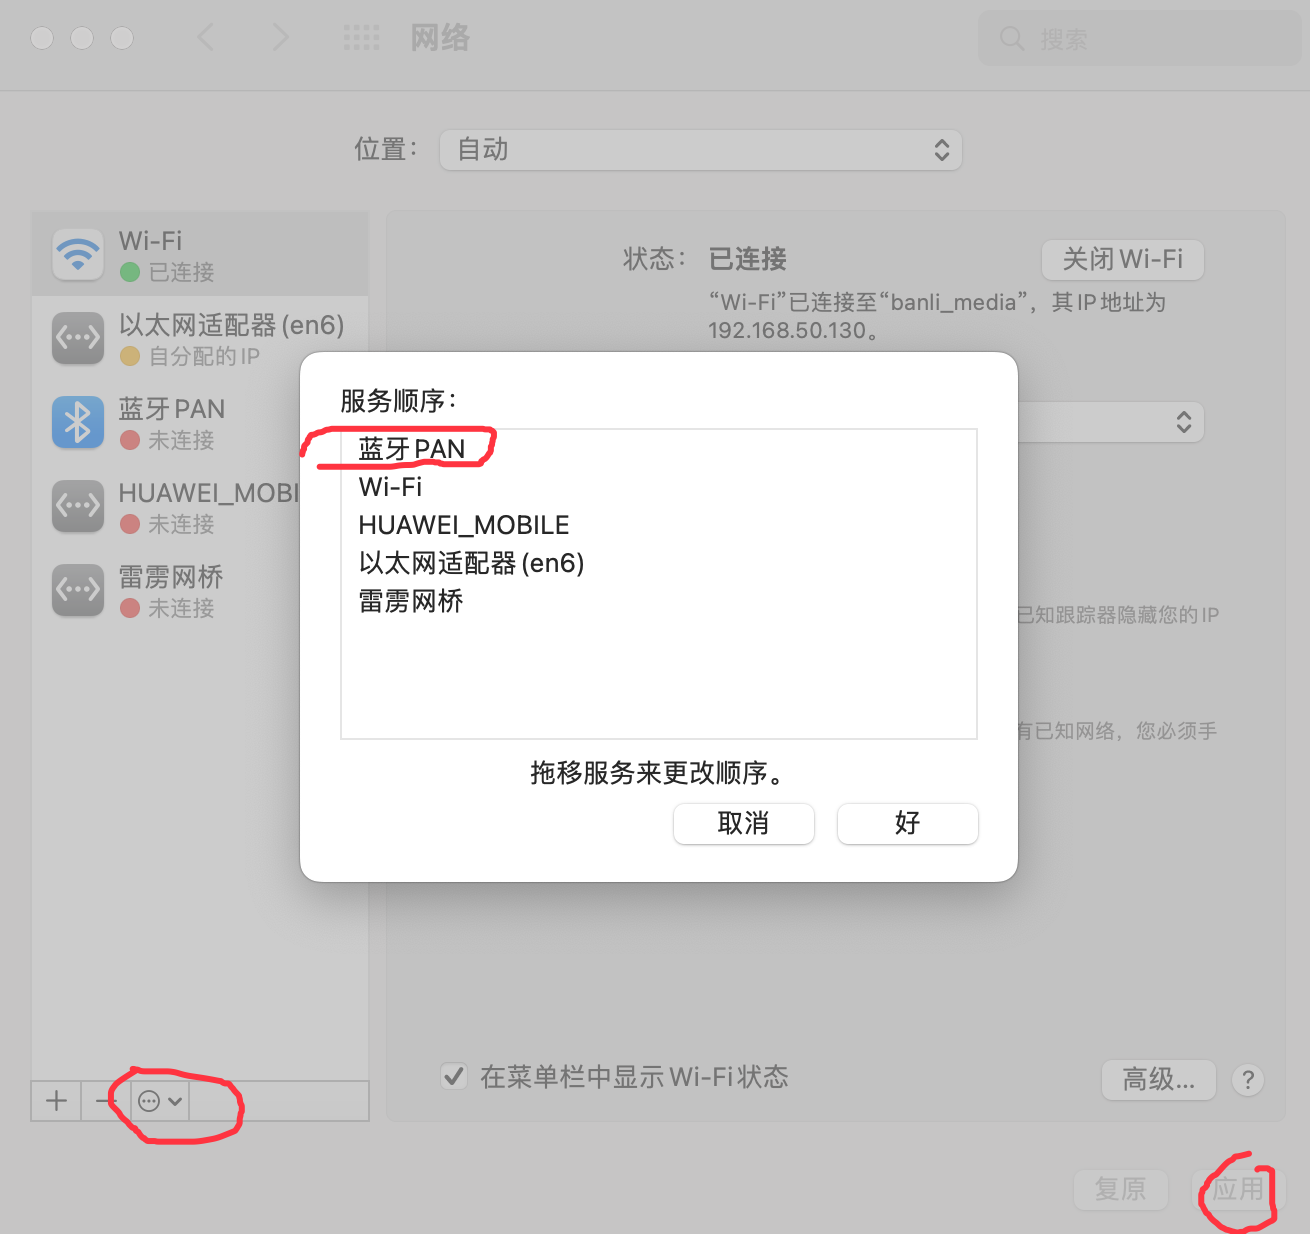 网络
搜索
位置：
自动
Wi-Fi
已连接
以太网适配器 (en6)
自分配的 IP
蓝牙 PAN
未连接
HUAWEI_MOBI
未连接
雷雳网桥
未连接
状态：
已连接
关闭 Wi-Fi
“Wi-Fi”已连接至“banli_media”，其 IP 地址为
192.168.50.130。
服务顺序：
蓝牙 PAN
Wi-Fi
HUAWEI_MOBILE
以太网适配器 (en6)
雷雳网桥
拖移服务来更改顺序。
取消
好
已知跟踪器隐藏您的 IP
有已知网络，您必须手
在菜单栏中显示 Wi-Fi 状态
高级...
?
复原
应用